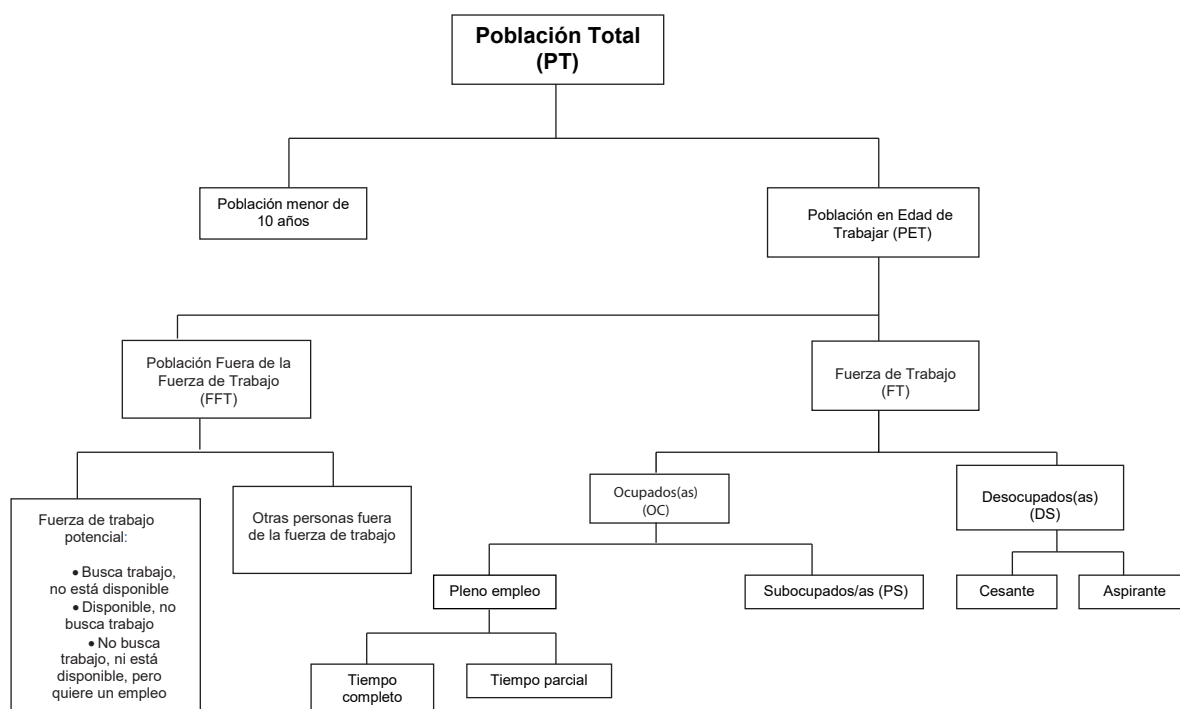 Población Total
(PT)
Población menor de
10 años
Población en Edad de
Trabajar (PET)
Población Fuera de la
Fuerza de Trabajo
(FFT)
Fuerza de Trabajo
(FT)
Fuerza de trabajo
potencial:
• Busca trabajo,
no está disponible
• Disponible, no
busca trabajo
• No busca
trabajo, ni está
disponible, pero
quiere un empleo
Otras personas fuera
de la fuerza de trabajo
Ocupados(as)
(OC)
Desocupados(as)
(DS)
Pleno empleo
Subocupados/as (PS)
Cesante
Aspirante
Tiempo
completo
Tiempo parcial